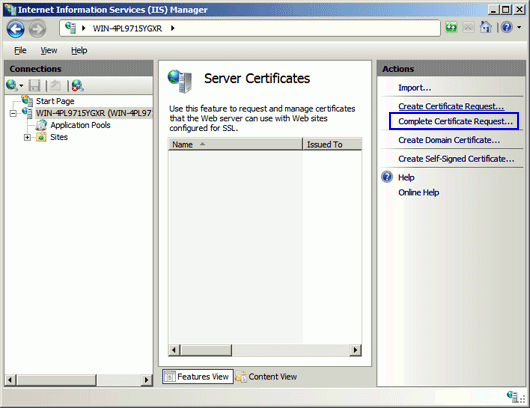 Internet Information Services (IIS) Manager
WIN-4PL9715YGXR
File View Help
Connections
Start Page
WIN-4PL9715YGXR (WIN-4PL97
Application Pools
Sites
Server Certificates
Use this feature to request and manage certificates
that the Web server can use with Web sites
configured for SSL.
Name Issued To
Features View Content View
Actions
Import...
Create Certificate Request...
Complete Certificate Request...
Create Domain Certificate...
Create Self-Signed Certificate...
Help
Online Help